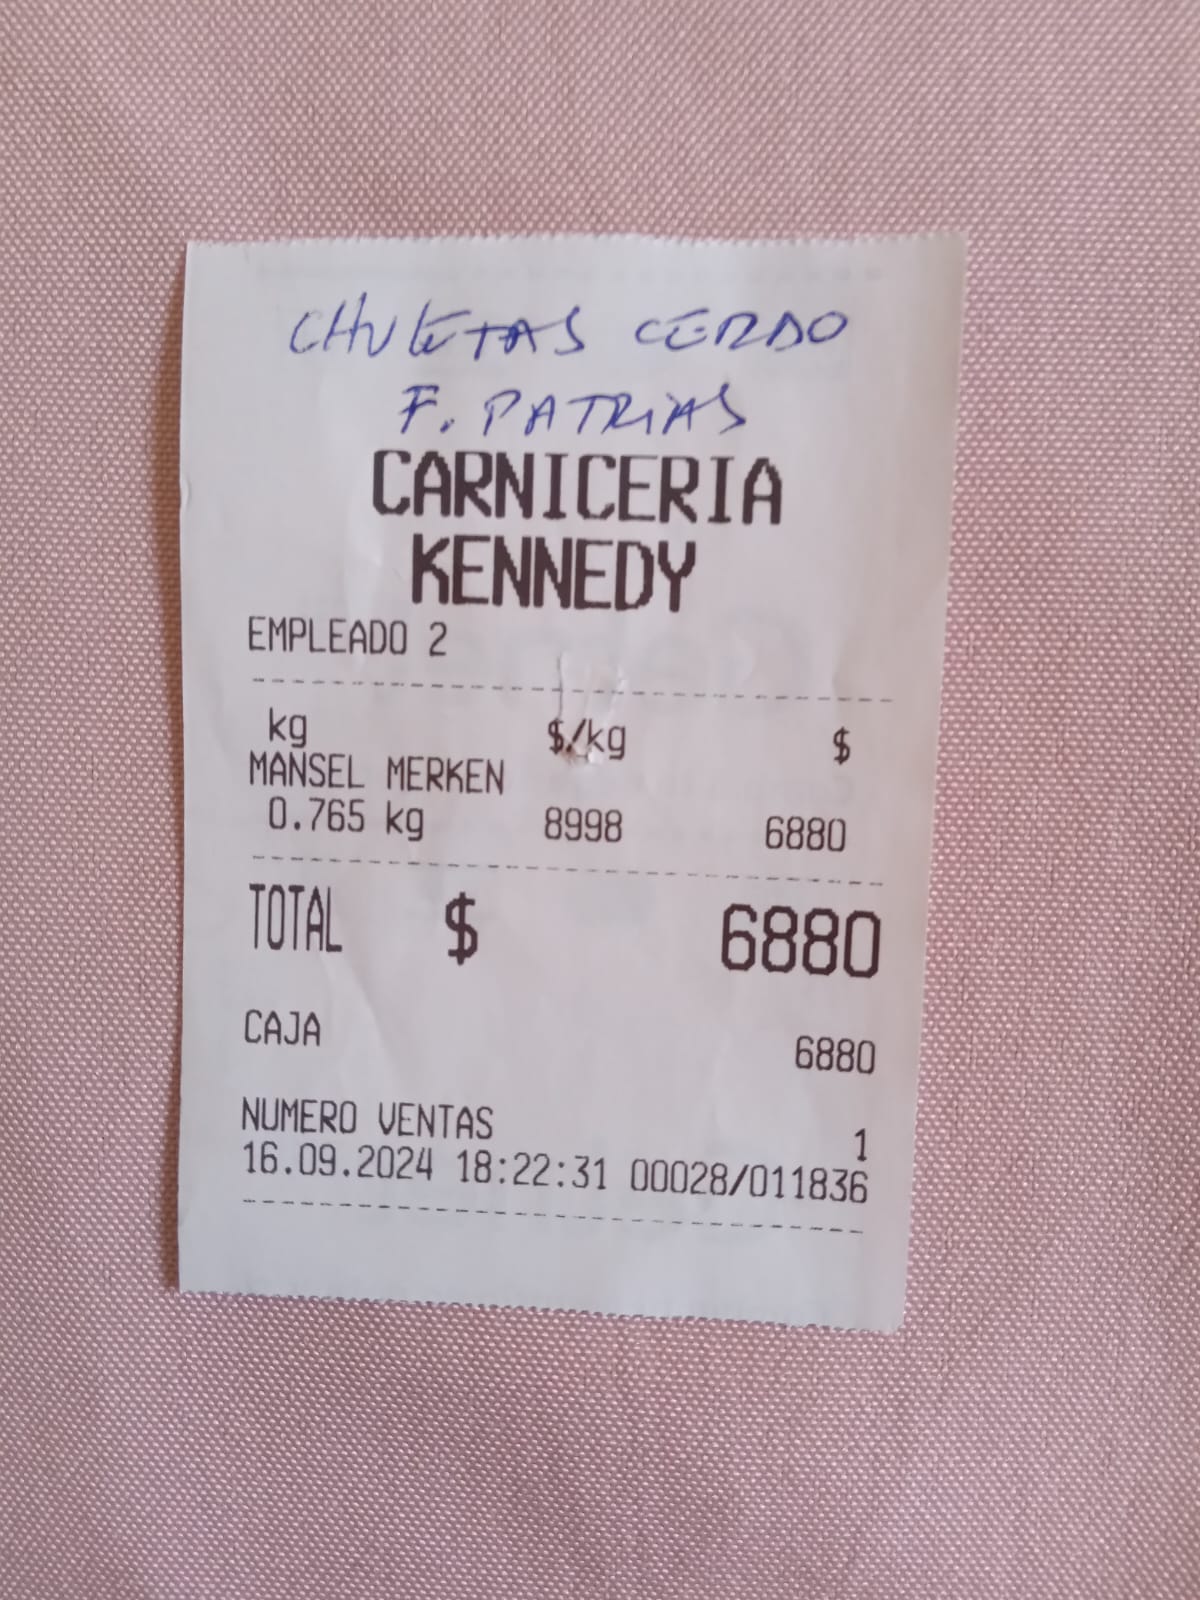 CHULETAS CERDO
F. PATRIAS
CARNICERIA
KENNEDY
EMPLEADO 2
kg $/kg $
MANSEL MERKEN
0.765 kg 8998 6880
TOTAL $ 6880
CAJA 6880
NUMERO VENTAS 1
16.09.2024 18:22:31 00028/011836